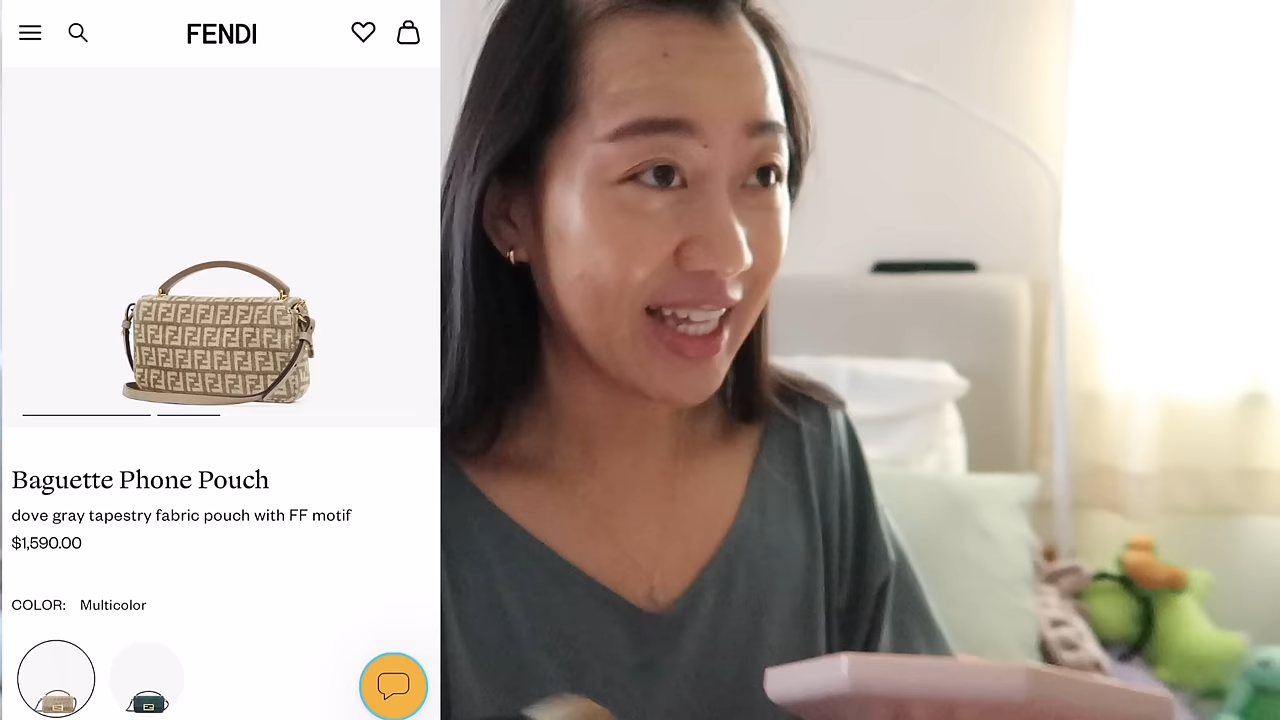 FENDI
Baguette Phone Pouch
dove gray tapestry fabric pouch with FF motif
$1,590.00
COLOR: Multicolor